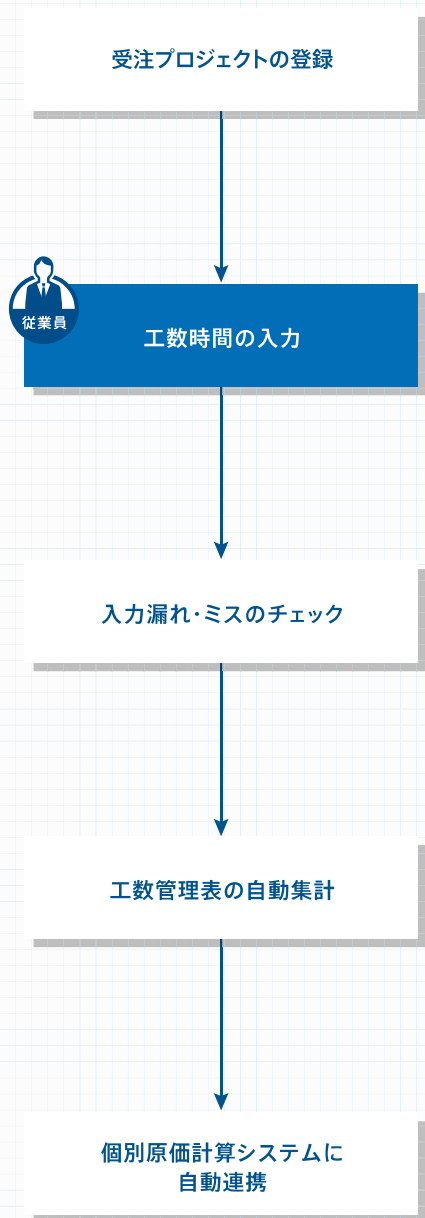 受注プロジェクトの登録
従業員
工数時間の入力
入力漏れ・ミスのチェック
工数管理表の自動集計
個別原価計算システムに
自動連携